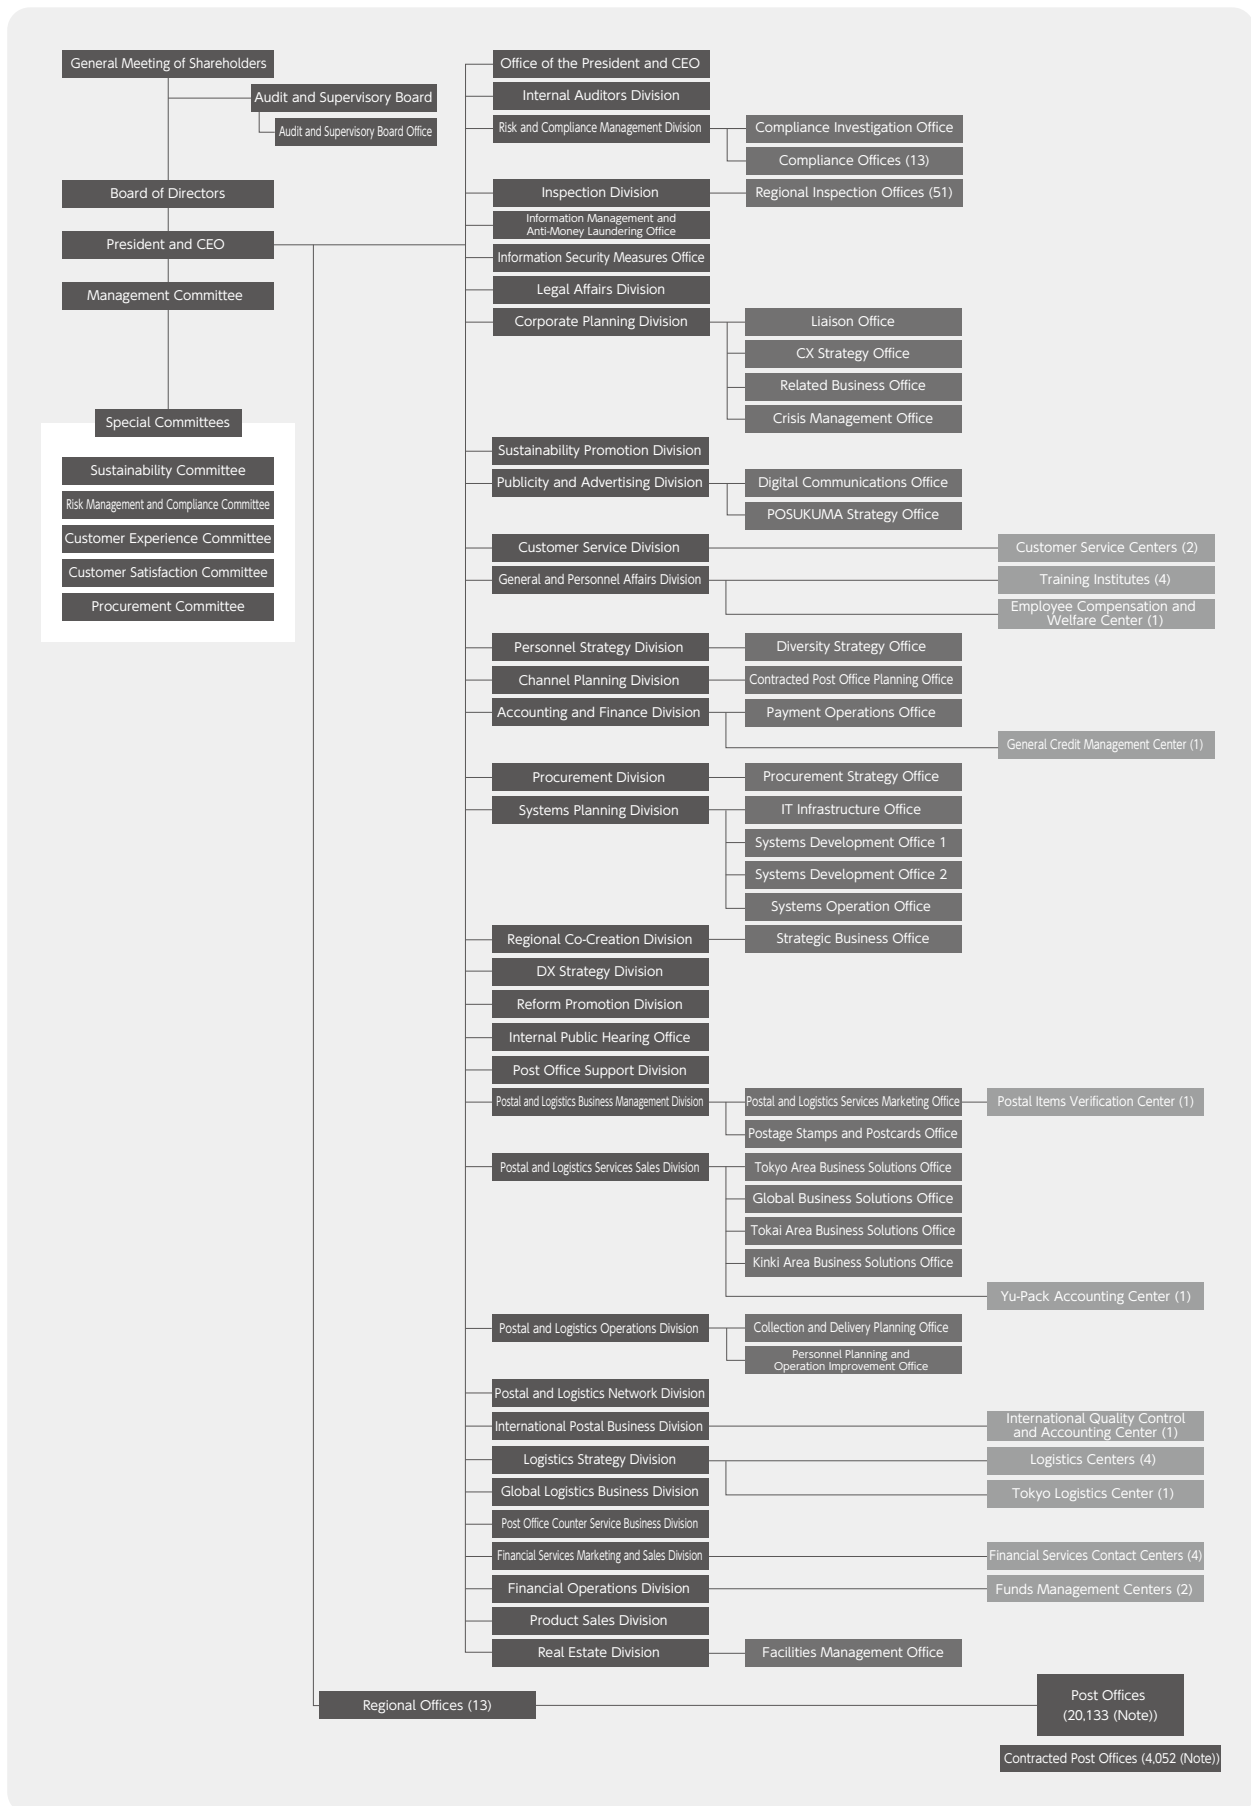 General Meeting of Shareholders
Audit and Supervisory Board
Audit and Supervisory Board Office
Board of Directors
President and CEO
Management Committee
Special Committees
Sustainability Committee
Risk Management and Compliance Committee
Customer Experience Committee
Customer Satisfaction Committee
Procurement Committee
Office of the President and CEO
Internal Auditors Division
Risk and Compliance Management Division
Compliance Investigation Office
Compliance Offices (13)
Inspection Division
Regional Inspection Offices (51)
Information Management and
Anti-Money Laundering Office
Information Security Measures Office
Legal Affairs Division
Corporate Planning Division
Liaison Office
CX Strategy Office
Related Business Office
Crisis Management Office
Sustainability Promotion Division
Publicity and Advertising Division
Digital Communications Office
POSUKUMA Strategy Office
Customer Service Division
Customer Service Centers (2)
General and Personnel Affairs Division
Training Institutes (4)
Employee Compensation and
Welfare Center (1)
Personnel Strategy Division
Diversity Strategy Office
Channel Planning Division
Contracted Post Office Planning Office
Accounting and Finance Division
Payment Operations Office
General Credit Management Center (1)
Procurement Division
Procurement Strategy Office
Systems Planning Division
IT Infrastructure Office
Systems Development Office 1
Systems Development Office 2
Systems Operation Office
Regional Co-Creation Division
Strategic Business Office
DX Strategy Division
Reform Promotion Division
Internal Public Hearing Office
Post Office Support Division
Postal and Logistics Business Management Division
Postal and Logistics Services Marketing Office
Postal Items Verification Center (1)
Postage Stamps and Postcards Office
Postal and Logistics Services Sales Division
Tokyo Area Business Solutions Office
Global Business Solutions Office
Tokai Area Business Solutions Office
Kinki Area Business Solutions Office
Yu-Pack Accounting Center (1)
Postal and Logistics Operations Division
Collection and Delivery Planning Office
Personnel Planning and
Operation Improvement Office
Postal and Logistics Network Division
International Postal Business Division
International Quality Control
and Accounting Center (1)
Logistics Strategy Division
Logistics Centers (4)
Tokyo Logistics Center (1)
Global Logistics Business Division
Post Office Counter Service Business Division
Financial Services Marketing and Sales Division
Financial Services Contact Centers (4)
Financial Operations Division
Funds Management Centers (2)
Product Sales Division
Real Estate Division
Facilities Management Office
Regional Offices (13)
Post Offices
(20,133 (Note))
Contracted Post Offices (4,052 (Note))